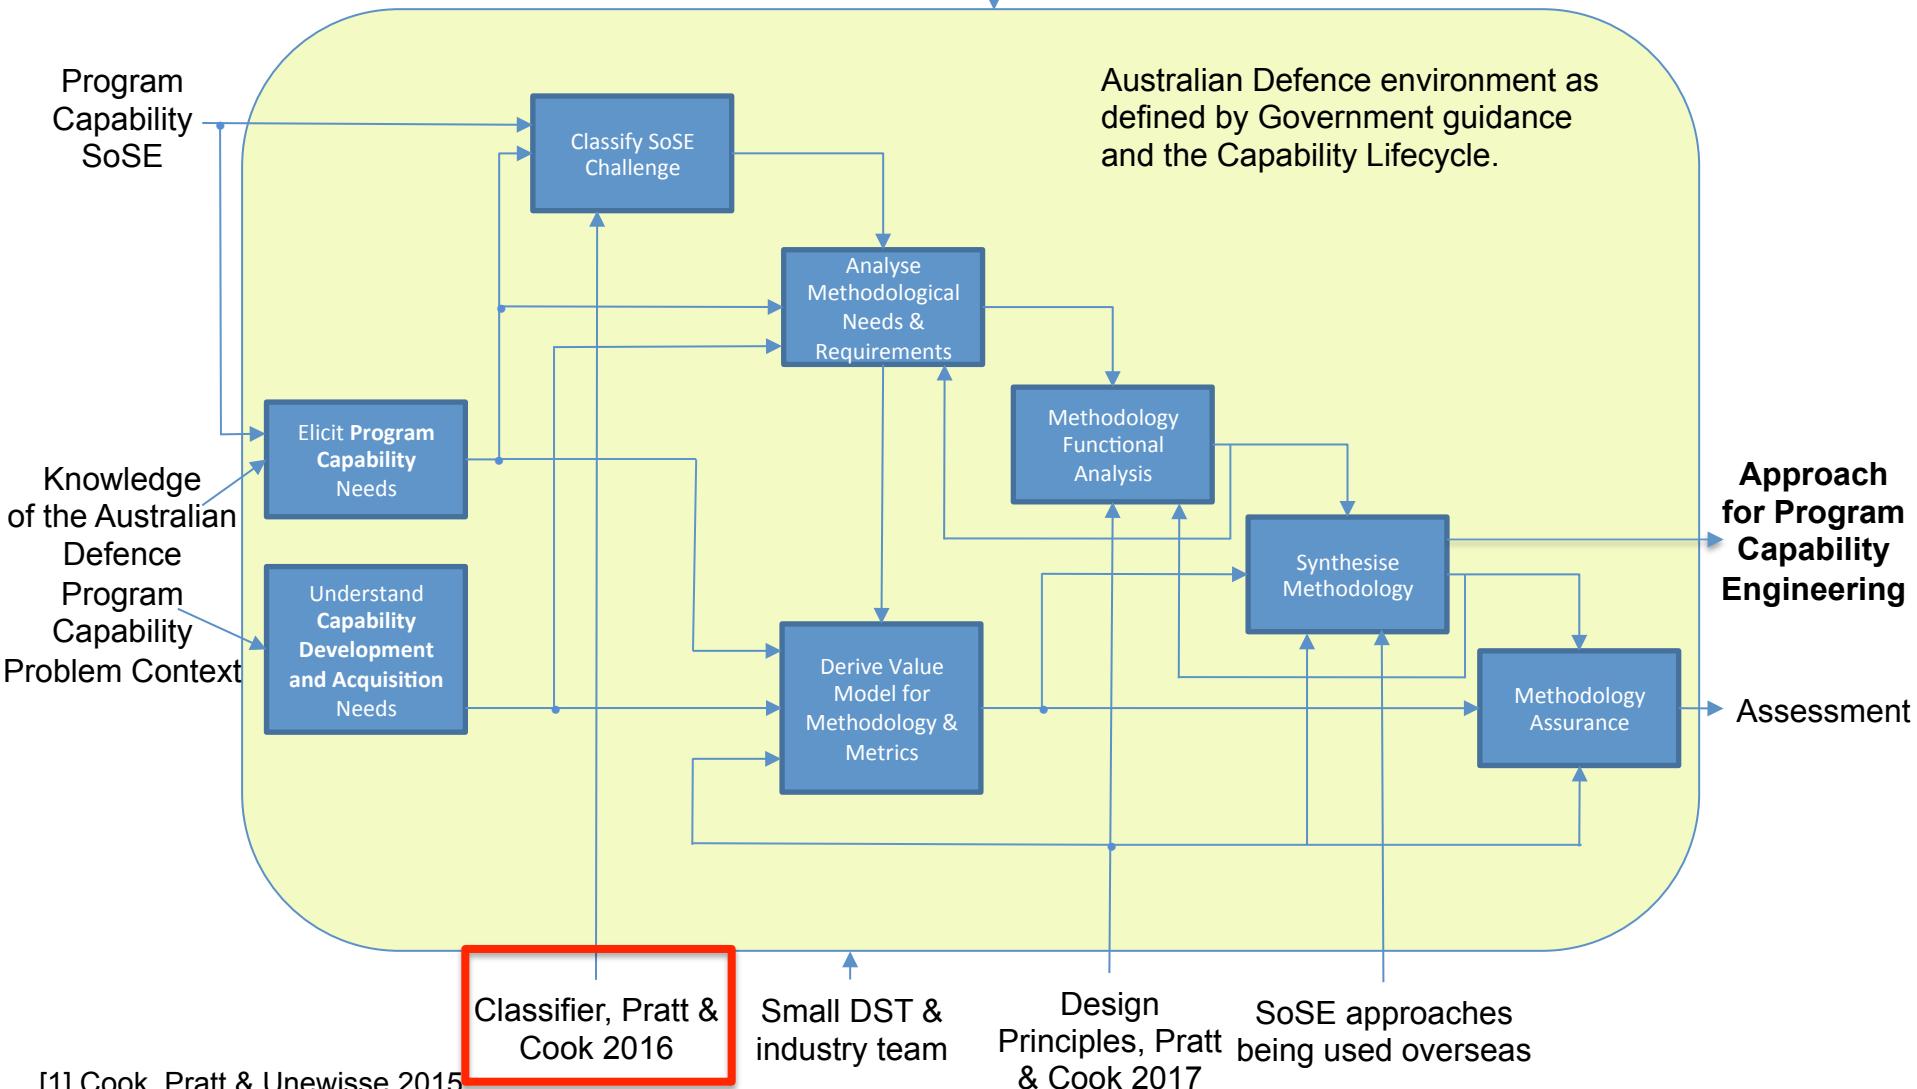 Program
Capability
SoSE
Australian Defence environment as
defined by Government guidance
and the Capability Lifecycle.
Classify SoSE
Challenge
Analyse
Methodological
Needs &
Requirements
Elicit Program
Capability
Needs
Methodology
Functional
Analysis
Knowledge
of the Australian
Defence
Program
Capability
Problem Context
Approach
for Program
Capability
Engineering
Synthesise
Methodology
Understand
Capability
Development
and Acquisition
Needs
Derive Value
Model for
Methodology &
Metrics
Methodology
Assurance
Assessment
Classifier, Pratt &
Cook 2016
Small DST &
industry team
Design
Principles, Pratt
& Cook 2017
SoSE approaches
being used overseas
[1] Cook, Pratt & Unewisse 2015